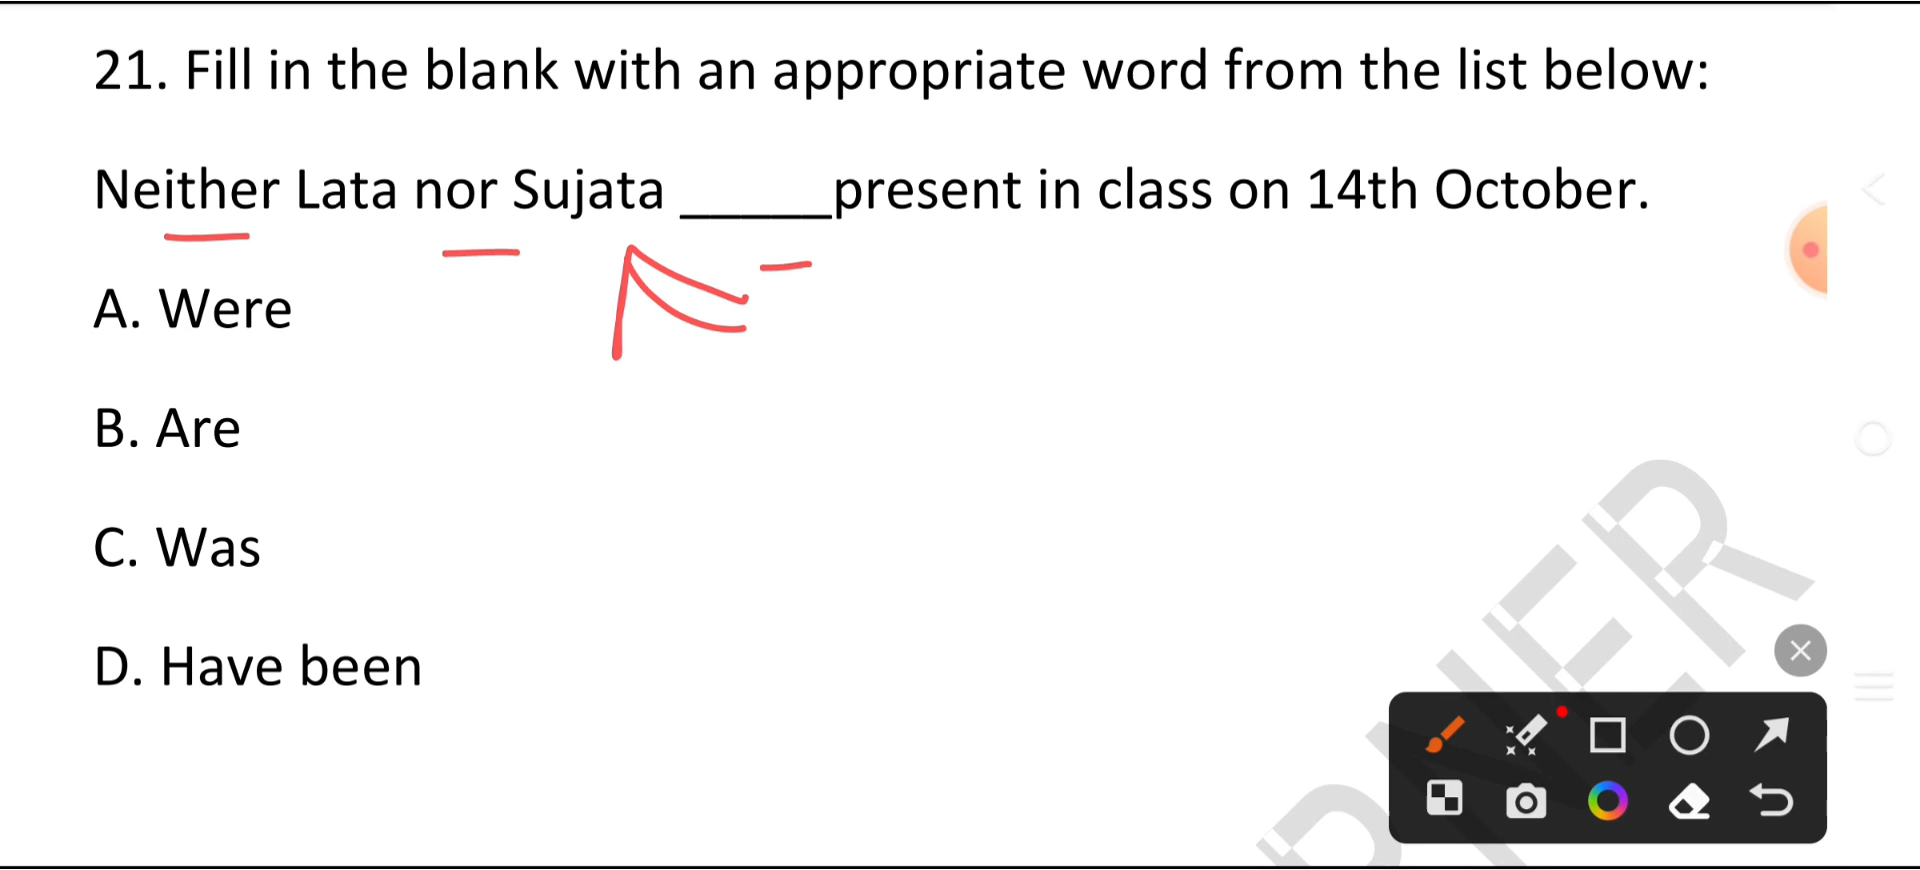 21. Fill in the blank with an appropriate word from the list below:
Neither Lata nor Sujata _____present in class on 14th October.
A. Were
B. Are
C. Was
D. Have been